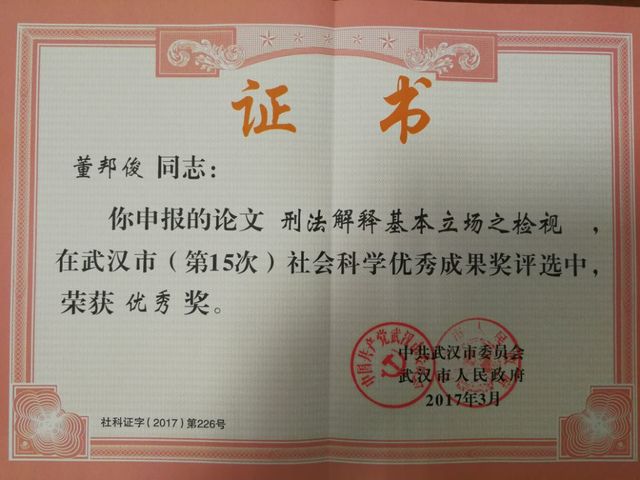 证 书
董邦俊 同志：
你申报的论文 刑法解释基本立场之检视 ，
在武汉市（第15次）社会科学优秀成果奖评选中，
荣获 优秀 奖。
中共武汉市委员会
武汉市人民政府
2017年3月
社科证字（2017）第226号